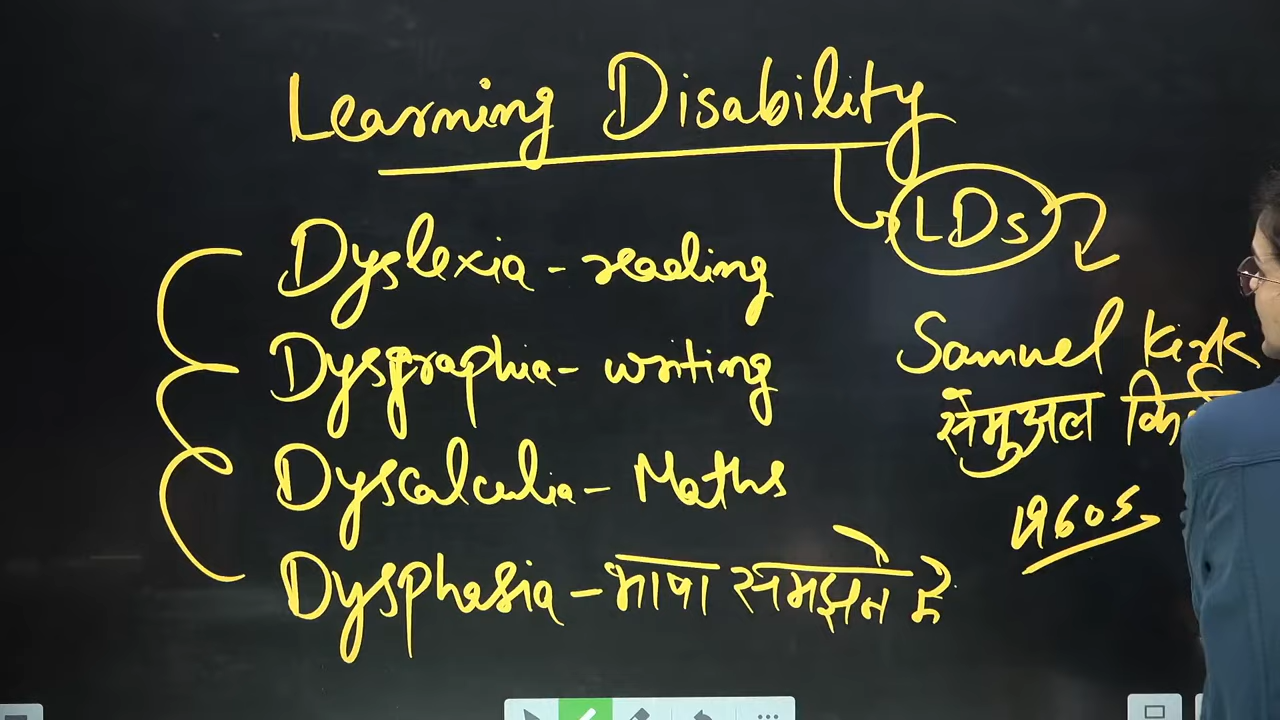 Learning Disability
LDs
Dyslexia - reading
Dysgraphia - writing
Dyscalculia - Maths
Dysphasia - भाषा समझने में
Samuel Kirk
सेमुअल
1960s